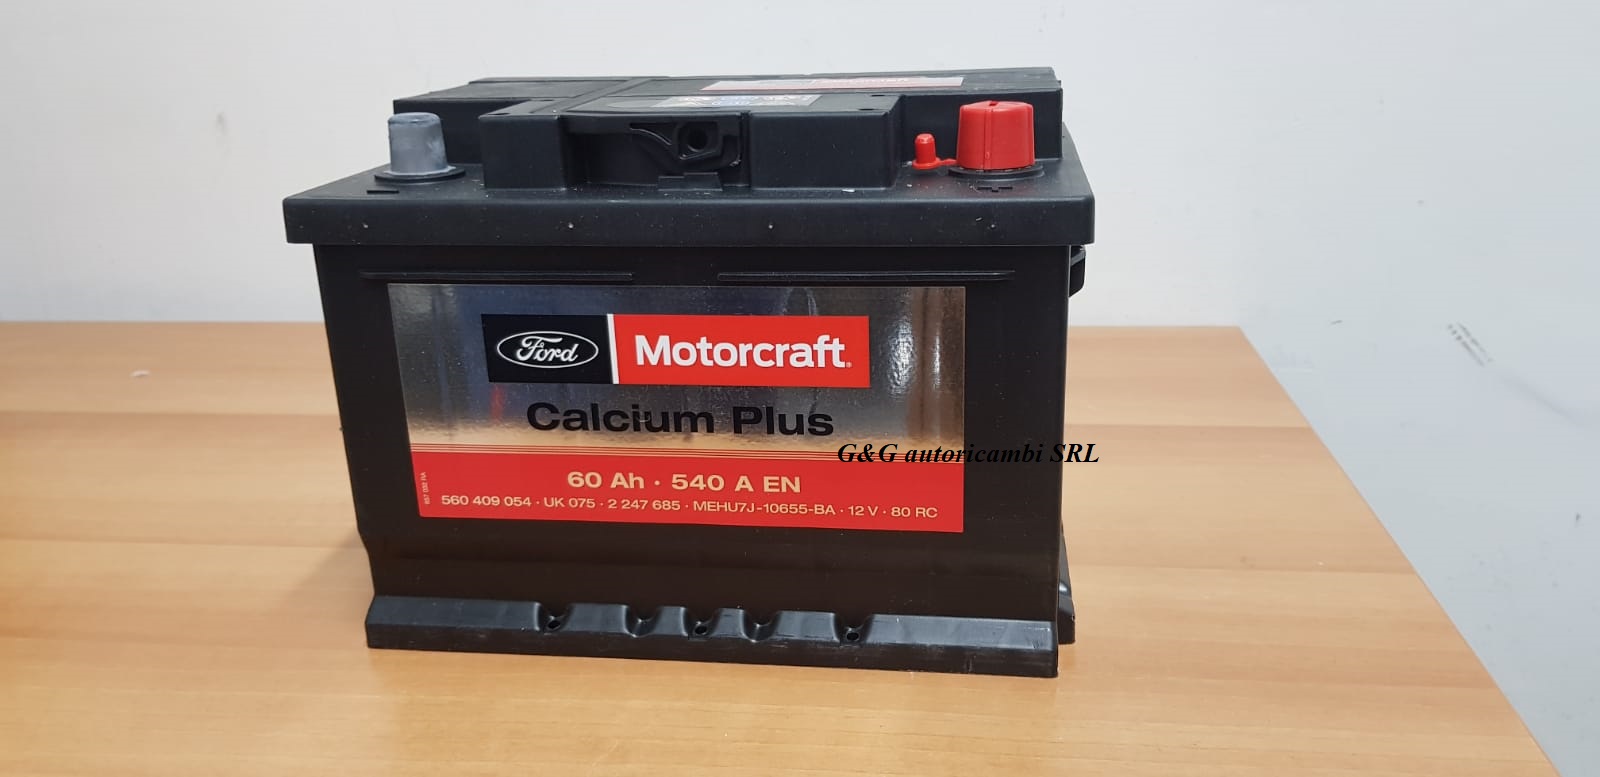 Ford
Motorcraft
Calcium Plus
G&G autoricambi SRL
60 Ah · 540 A EN
560 409 054 · UK 075 · 2 247 685 · MEHU7J-10655-BA · 12 V · 80 RC